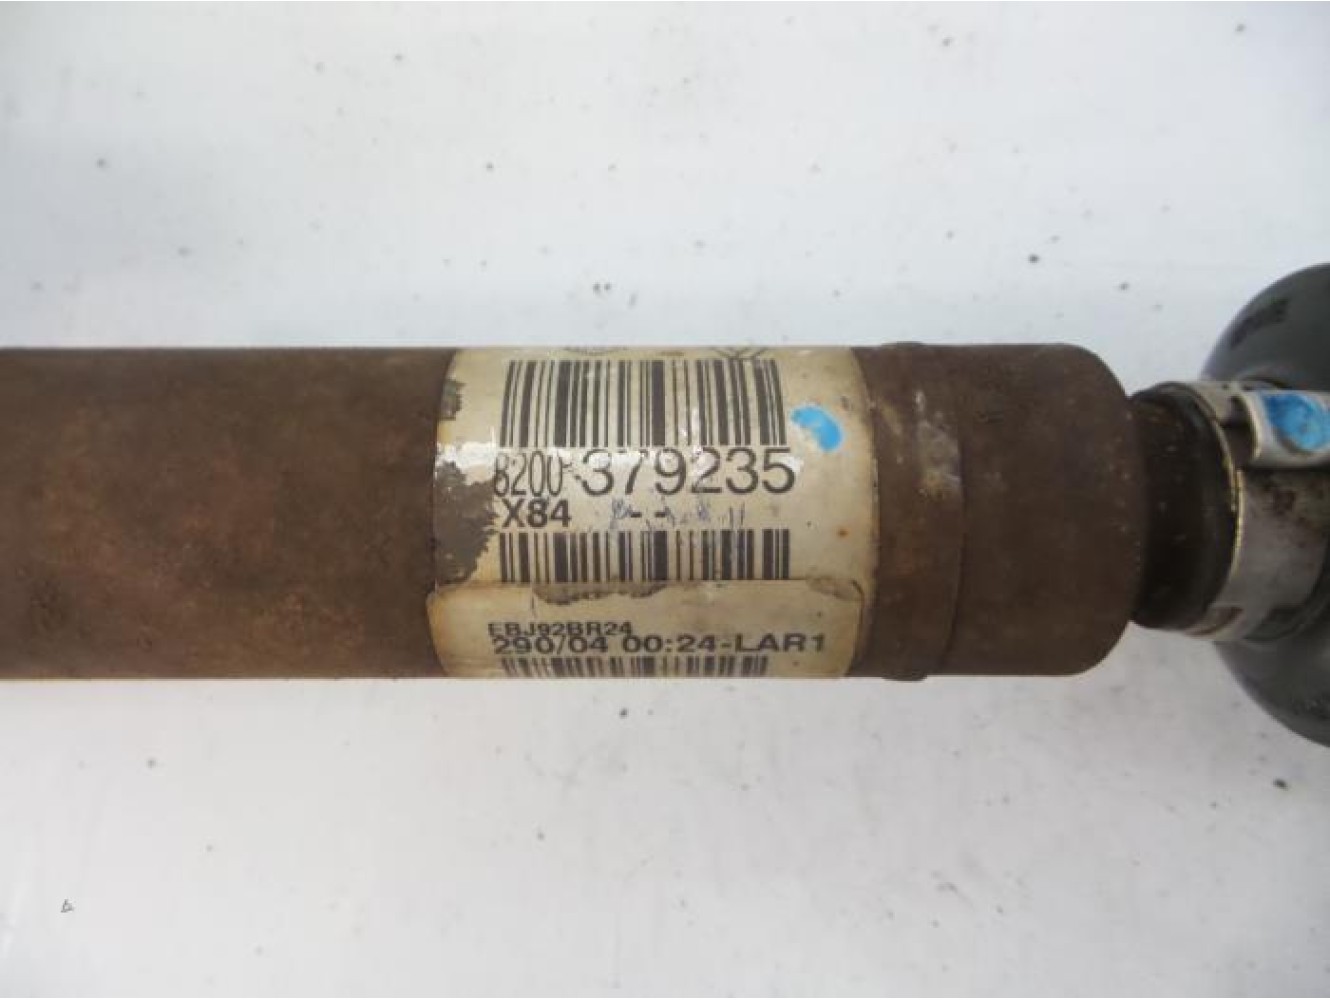 8200 379235
X84 - -
EBJ92BR24
290/04 00:24-LAR1